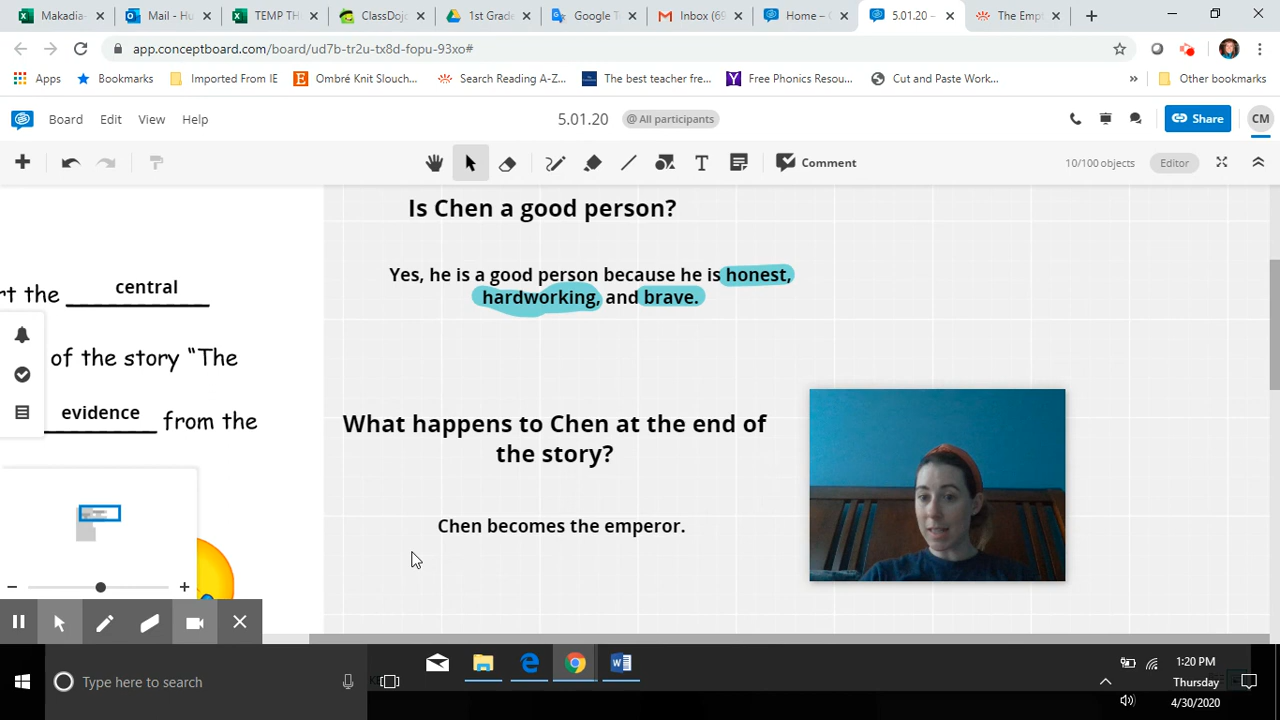 Makadia-
Mail - Hu
TEMP TH
ClassDojo
1st Grade
Google T
Inbox (69
Home –
5.01.20 –
The Emp
app.conceptboard.com/board/ud7b-tr2u-tx8d-fopu-93xo#
Apps
Bookmarks
Imported From IE
Ombré Knit Slouch...
Search Reading A-Z...
The best teacher fre...
Free Phonics Resou...
Cut and Paste Work...
»
Other bookmarks
Board
Edit
View
Help
5.01.20
@ All participants
Share
CM
Comment
10/100 objects
Editor
Is Chen a good person?
Yes, he is a good person because he is honest,
hardworking, and brave.
rt the central
of the story “The
evidence from the
What happens to Chen at the end of
the story?
Chen becomes the emperor.
Type here to search
1:20 PM
Thursday
4/30/2020